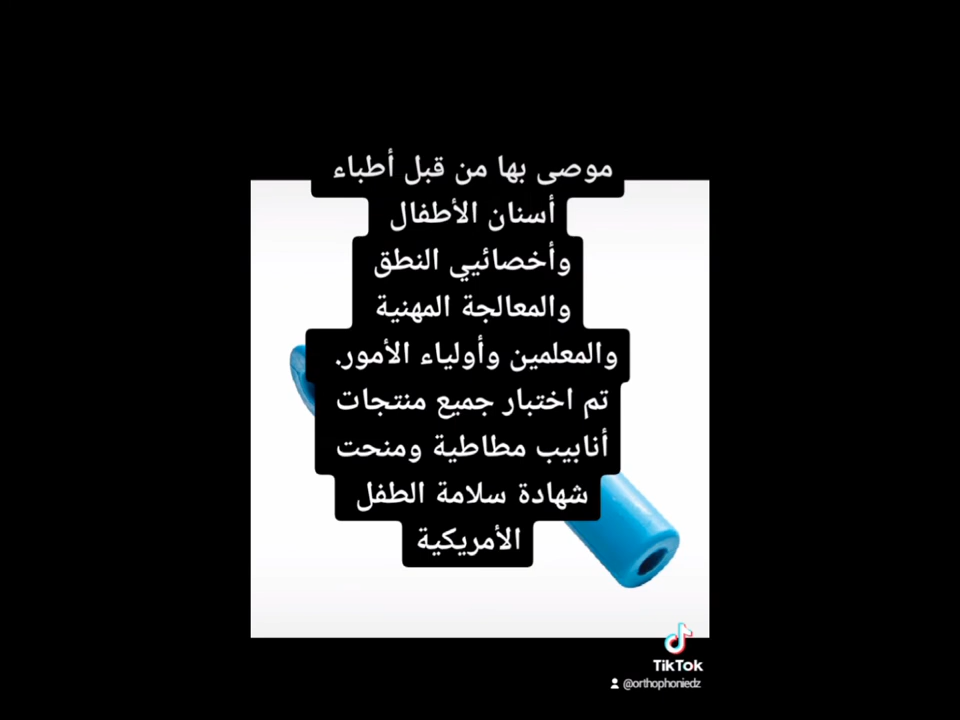 موصى بها من قبل أطباء
أسنان الأطفال
وأخصائيي النطق
والمعالجة المهنية
والمعلمين وأولياء الأمور.
تم اختبار جميع منتجات
أنابيب مطاطية ومنحت
شهادة سلامة الطفل
الأمريكية
TikTok
@orthophoniedz